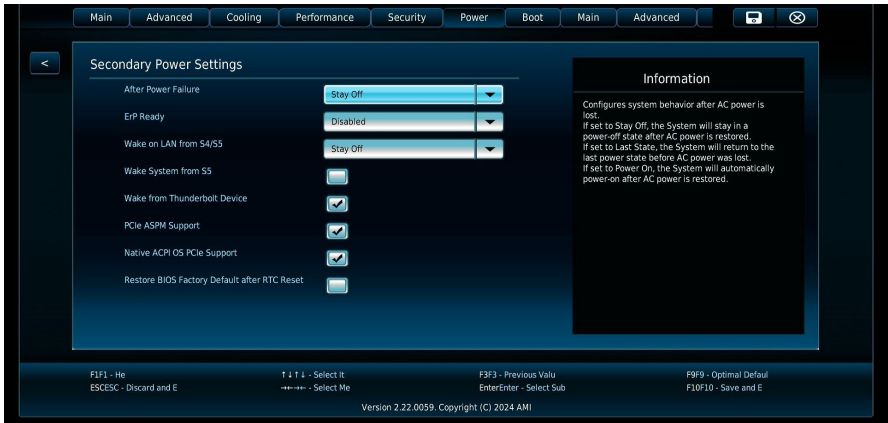 Main Advanced Cooling Performance Security Power Boot Main Advanced
<
Secondary Power Settings
After Power Failure Stay Off
ErP Ready Disabled
Wake on LAN from S4/S5 Stay Off
Wake System from S5
Wake from Thunderbolt Device
PCIe ASPM Support
Native ACPI OS PCIe Support
Restore BIOS Factory Default after RTC Reset
Information
Configures system behavior after AC power is
lost.
If set to Stay Off, the System will stay in a
power-off state after AC power is restored.
If set to Last State, the System will return to the
last power state before AC power was lost.
If set to Power On, the System will automatically
power-on after AC power is restored.
F1F1 - He ↑↓↑↓ - Select It F3F3 - Previous Valu F9F9 - Optimal Defaul
ESCESC - Discard and E →←→← - Select Me EnterEnter - Select Sub F10F10 - Save and E
Version 2.22.0059. Copyright (C) 2024 AMI